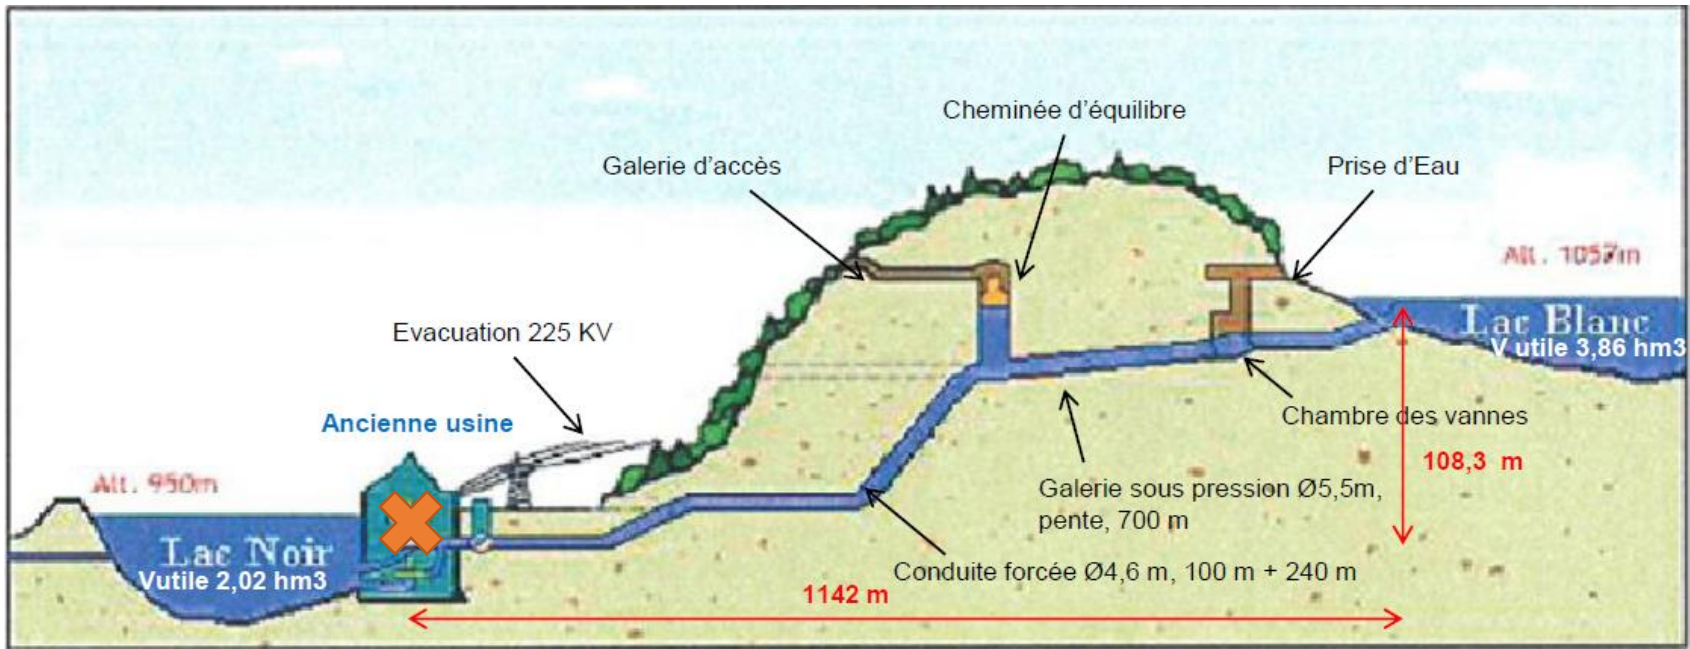 Cheminée d'équilibre
Galerie d'accès
Prise d'Eau
Alt. 1057m
Evacuation 225 KV
Lac Blanc
V utile 3,86 hm3
Ancienne usine
Chambre des vannes
108,3 m
Alt. 950m
Galerie sous pression Ø5,5m,
pente, 700 m
Lac Noir
Vutile 2,02 hm3
Conduite forcée Ø4,6 m, 100 m + 240 m
1142 m